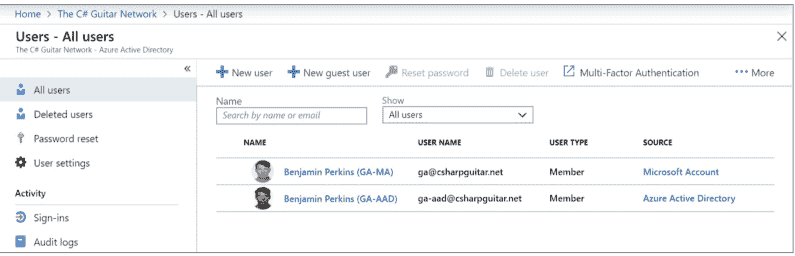 Home > The C# Guitar Network > Users - All users
Users - All users
The C# Guitar Network - Azure Active Directory
All users
Deleted users
Password reset
User settings
Activity
Sign-ins
Audit logs
New user New guest user Reset password Delete user Multi-Factor Authentication ••• More
Name Show
Search by name or email All users
NAME USER NAME USER TYPE SOURCE
Benjamin Perkins (GA-MA) ga@csharpguitar.net Member Microsoft Account
Benjamin Perkins (GA-AAD) ga-aad@csharpguitar.net Member Azure Active Directory